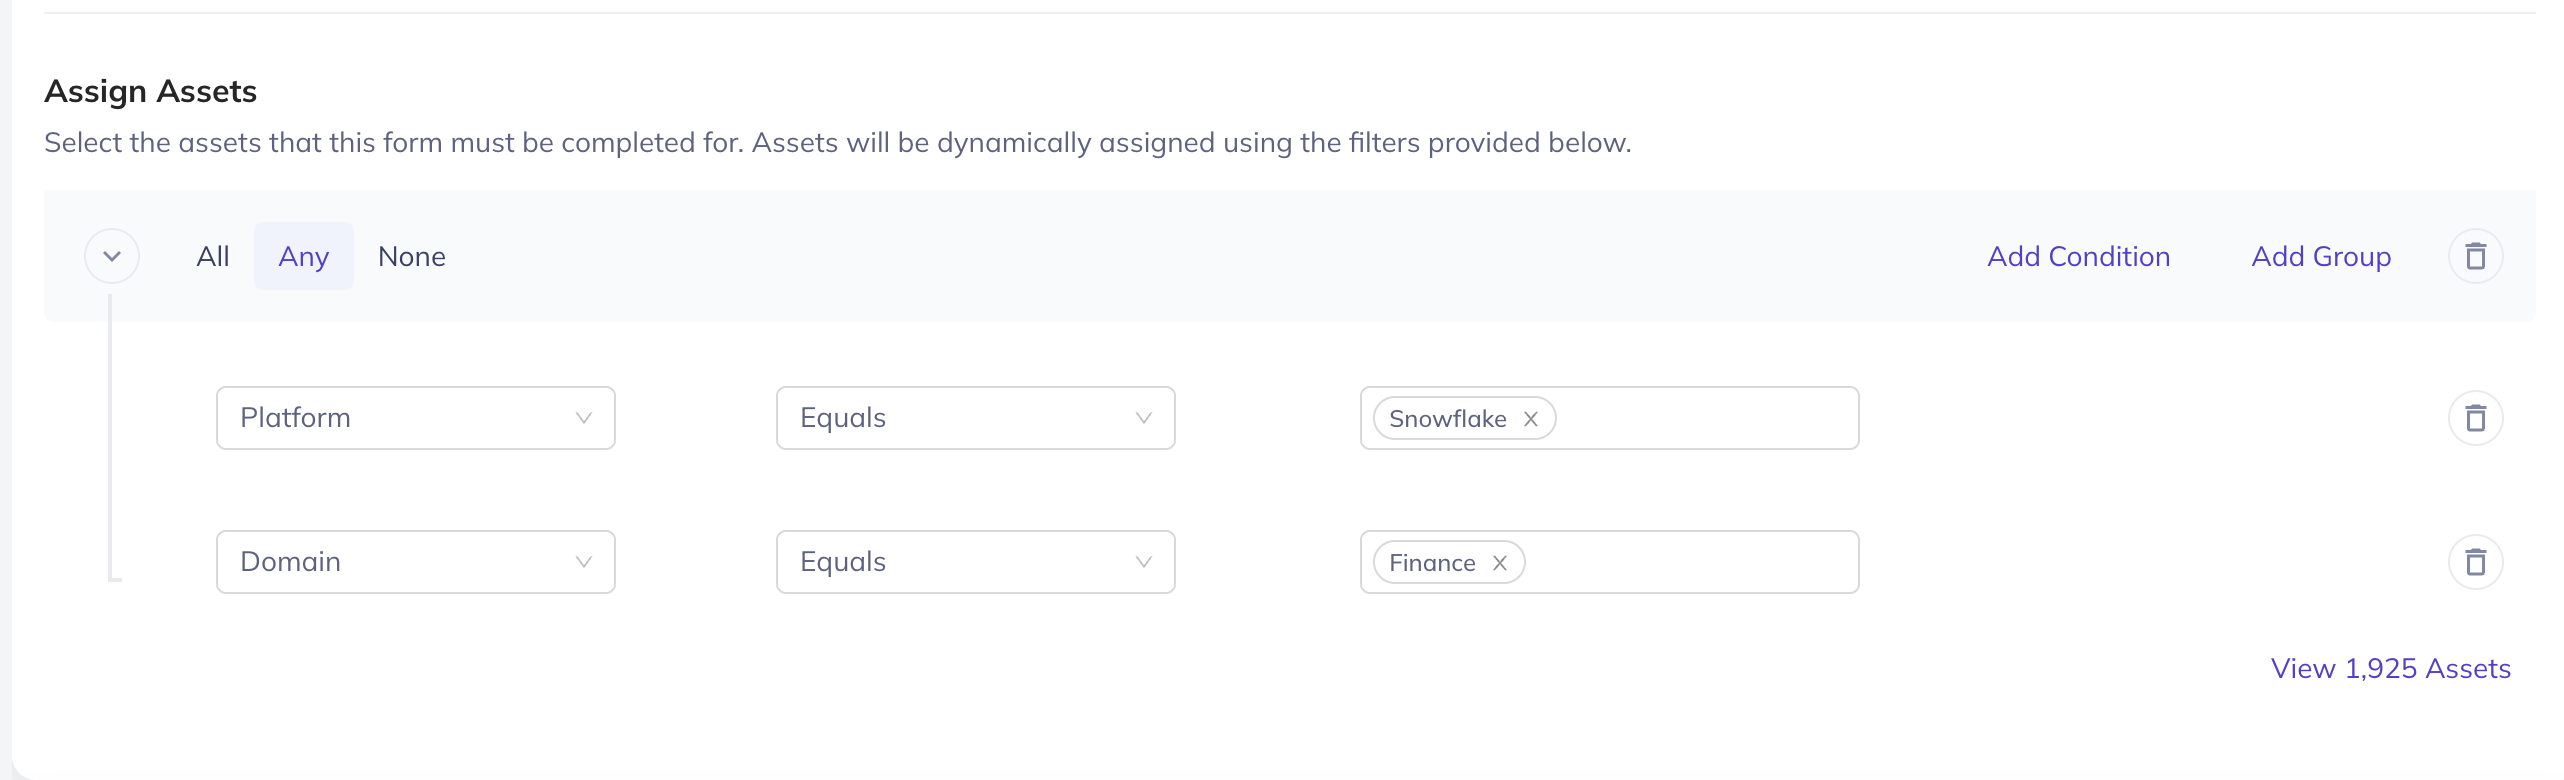 Assign Assets
Select the assets that this form must be completed for. Assets will be dynamically assigned using the filters provided below.
All Any None Add Condition Add Group
Platform Equals Snowflake
Domain Equals Finance
View 1,925 Assets